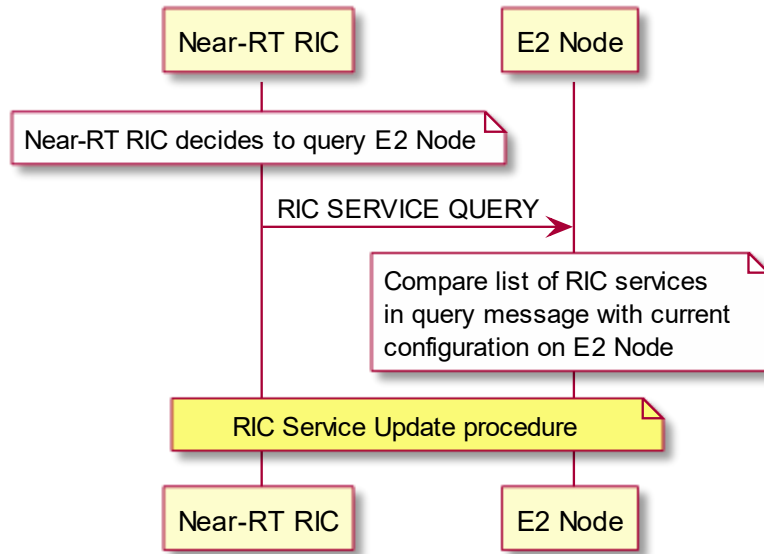 Near-RT RIC
E2 Node
Near-RT RIC decides to query E2 Node
RIC SERVICE QUERY
Compare list of RIC services
in query message with current
configuration on E2 Node
RIC Service Update procedure
Near-RT RIC
E2 Node